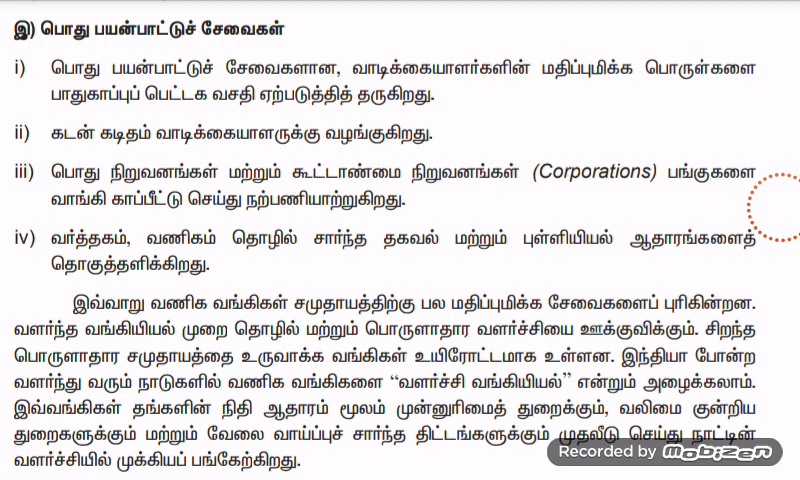 இ) பொது பயன்பாட்டுச் சேவைகள்
i) பொது பயன்பாட்டுச் சேவைகளான, வாடிக்கையாளர்களின் மதிப்புமிக்க பொருள்களை
பாதுகாப்புப் பெட்டக வசதி ஏற்படுத்தித் தருகிறது.
ii) கடன் கடிதம் வாடிக்கையாளருக்கு வழங்குகிறது.
iii) பொது நிறுவனங்கள் மற்றும் கூட்டாண்மை நிறுவனங்கள் (Corporations) பங்குகளை
வாங்கி காப்பீட்டு செய்து நற்பணியாற்றுகிறது.
iv) வர்த்தகம், வணிகம் தொழில் சார்ந்த தகவல் மற்றும் புள்ளியியல் ஆதாரங்களைத்
தொகுத்தளிக்கிறது.
இவ்வாறு வணிக வங்கிகள் சமுதாயத்திற்கு பல மதிப்புமிக்க சேவைகளைப் புரிகின்றன.
வளர்ந்த வங்கியியல் முறை தொழில் மற்றும் பொருளாதார வளர்ச்சியை ஊக்குவிக்கும். சிறந்த
பொருளாதார சமுதாயத்தை உருவாக்க வங்கிகள் உயிரோட்டமாக உள்ளன. இந்தியா போன்ற
வளர்ந்து வரும் நாடுகளில் வணிக வங்கிகளை “வளர்ச்சி வங்கியியல்” என்றும் அழைக்கலாம்.
இவ்வங்கிகள் தங்களின் நிதி ஆதாரம் மூலம் முன்னுரிமைத் துறைக்கும், வலிமை குன்றிய
துறைகளுக்கும் மற்றும் வேலை வாய்ப்புச் சார்ந்த திட்டங்களுக்கும் முதலீடு செய்து நாட்டின்
வளர்ச்சியில் முக்கியப் பங்கேற்கிறது.
Recorded by mobizen